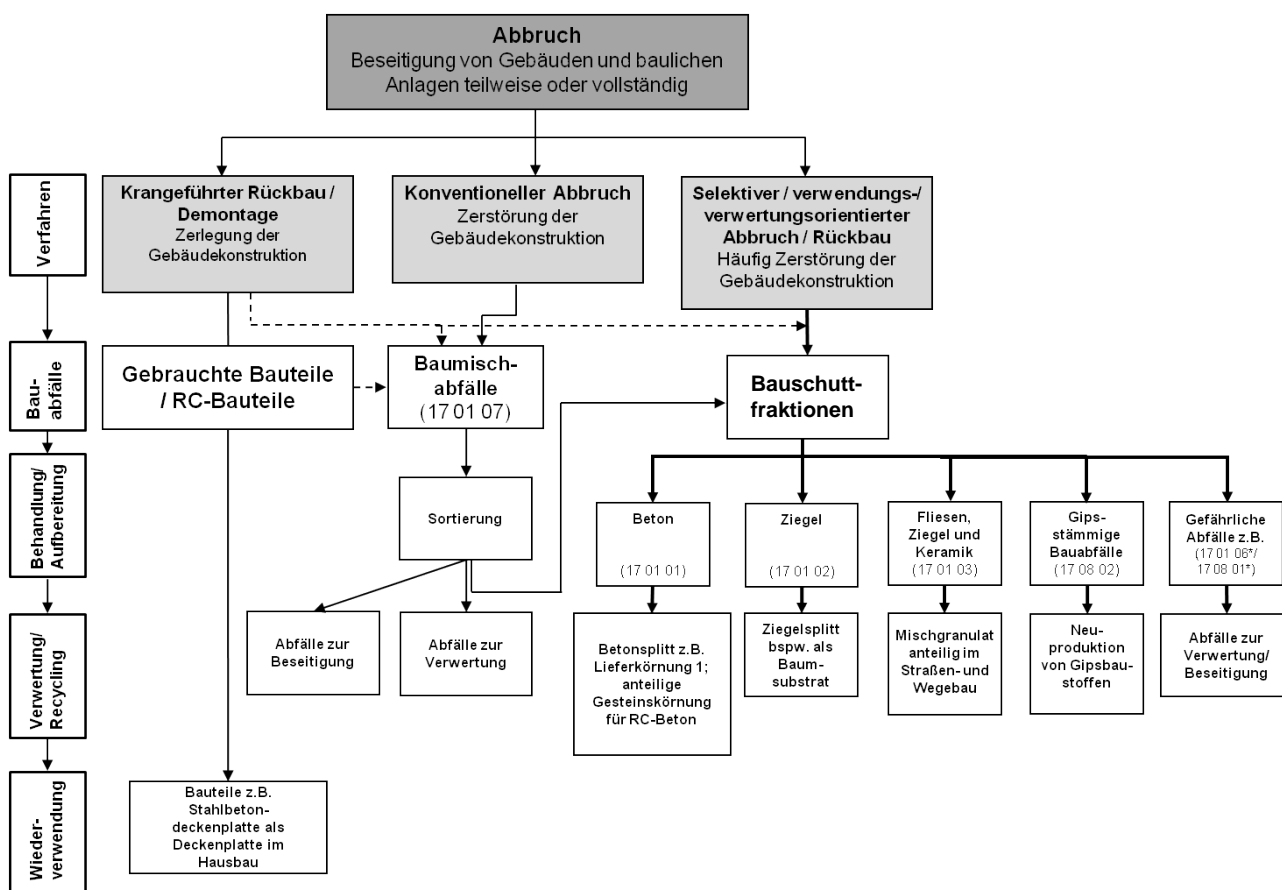 Abbruch
Beseitigung von Gebäuden und baulichen
Anlagen teilweise oder vollständig
Verfahren
Krangeführter Rückbau /
Demontage
Zerlegung der
Gebäudekonstruktion
Konventioneller Abbruch
Zerstörung der
Gebäudekonstruktion
Selektiver / verwendungs-/
verwertungsorientierter
Abbruch / Rückbau
Häufig Zerstörung der
Gebäudekonstruktion
Bau-
abfälle
Gebrauchte Bauteile
/ RC-Bauteile
Baumisch-
abfälle
(17 01 07)
Bauschutt-
fraktionen
Behandlung/
Aufbereitung
Sortierung
Beton
(17 01 01)
Ziegel
(17 01 02)
Fliesen,
Ziegel und
Keramik
(17 01 03)
Gips-
stämmige
Bauabfälle
(17 08 02)
Gefährliche
Abfälle z.B.
(17 01 06*/
17 08 01*)
Verwertung/
Recycling
Abfälle zur
Beseitigung
Abfälle zur
Verwertung
Betonsplitt z.B.
Lieferkörnung 1;
anteilige
Gesteinskörnung
für RC-Beton
Ziegelsplitt
bspw. als
Baum-
substrat
Mischgranulat
anteilig im
Straßen- und
Wegebau
Neu-
produktion
von Gipsbau-
stoffen
Abfälle zur
Verwertung/
Beseitigung
Wieder-
verwendung
Bauteile z.B.
Stahlbeton-
deckenplatte als
Deckenplatte im
Hausbau